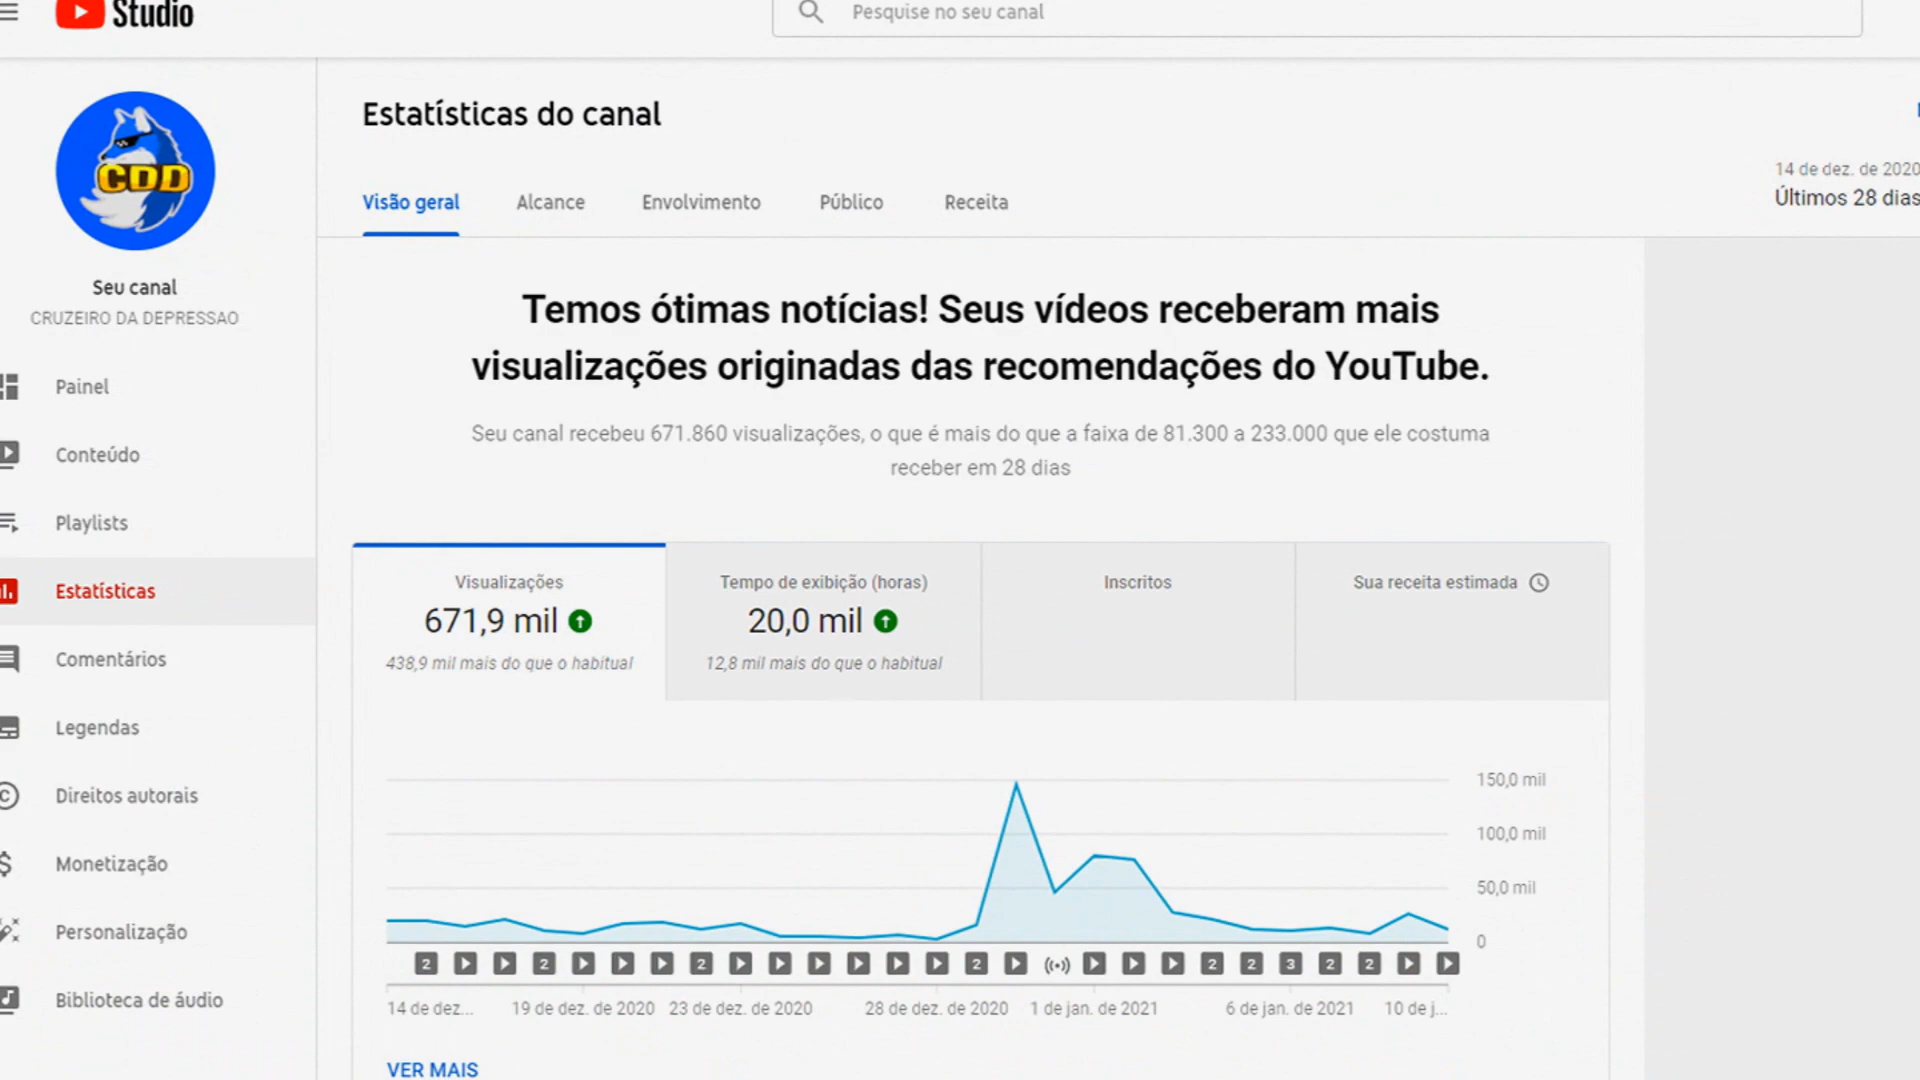 Studio
Pesquise no seu canal
CDD
Seu canal
CRUZEIRO DA DEPRESSAO
Painel
Conteúdo
Playlists
Estatísticas
Comentários
Legendas
Direitos autorais
Monetização
Personalização
Biblioteca de áudio
Estatísticas do canal
14 de dez. de 2020
Últimos 28 dias
Visão geral
Alcance
Envolvimento
Público
Receita
Temos ótimas notícias! Seus vídeos receberam mais
visualizações originadas das recomendações do YouTube.
Seu canal recebeu 671.860 visualizações, o que é mais do que a faixa de 81.300 a 233.000 que ele costuma
receber em 28 dias
Visualizações
671,9 mil
438,9 mil mais do que o habitual
Tempo de exibição (horas)
20,0 mil
12,8 mil mais do que o habitual
Inscritos
Sua receita estimada
150,0 mil
100,0 mil
50,0 mil
0
2 2 2 2 2 2 3 2 2
14 de dez... 19 de dez. de 2020 23 de dez. de 2020 28 de dez. de 2020 1 de jan. de 2021 6 de jan. de 2021 10 de j...
VER MAIS